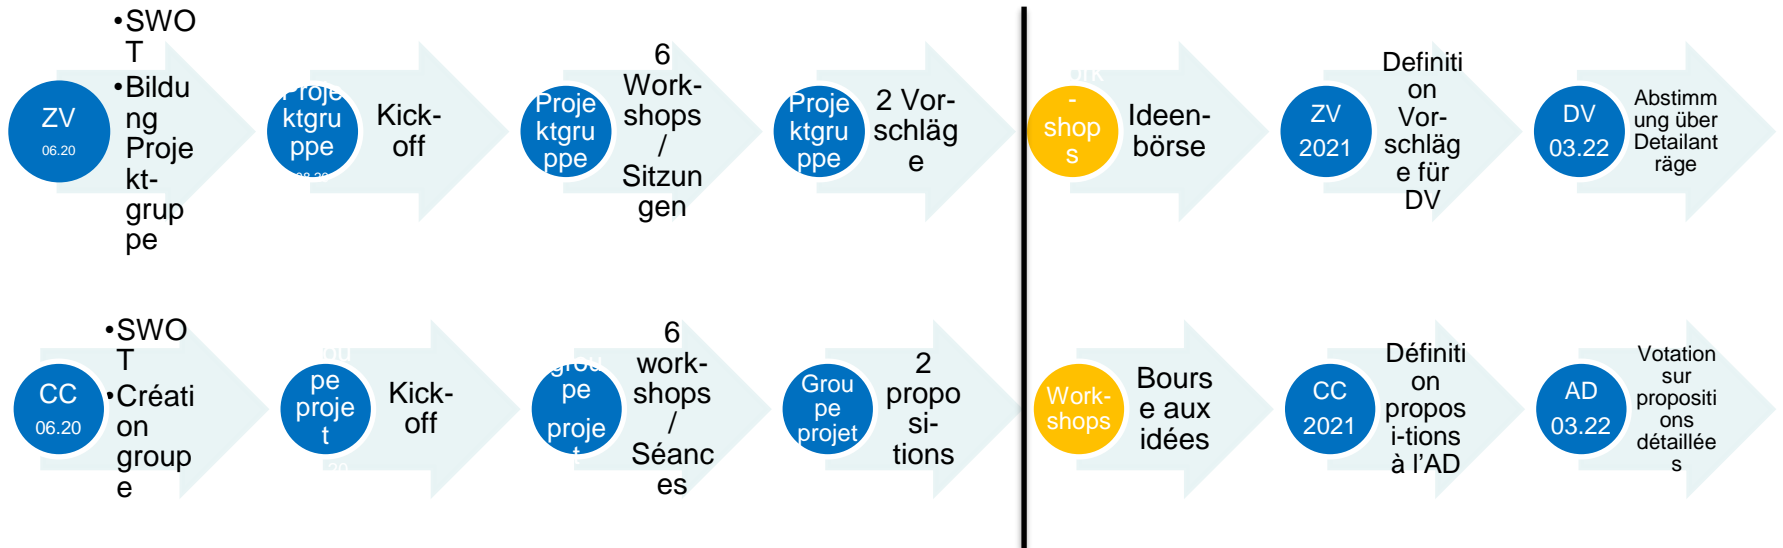 ZV
06.20
•SWO
T
•Bildu
ng
Proje
kt-
grup
pe
Proje
ktgru
ppe
Kick-
off
Proje
ktgru
ppe
6
Work-
shops
/
Sitzun
gen
Proje
ktgru
ppe
2 Vor-
schläg
e
-
shop
s
Ideen-
börse
ZV
2021
Definiti
on
Vor-
schläg
e für
DV
DV
03.22
Abstimm
ung über
Detailant
räge
CC
06.20
•SWO
T
•Créati
on
group
e
pe
proje
t
Kick-
off
grou
pe
proje
t
6
work-
shops
/
Séanc
es
Grou
pe
projet
2
propo
si-
tions
Work-
shops
Bours
e aux
idées
CC
2021
Définiti
on
propos
i-tions
à l’AD
AD
03.22
Votation
sur
propositi
ons
détaillée
s